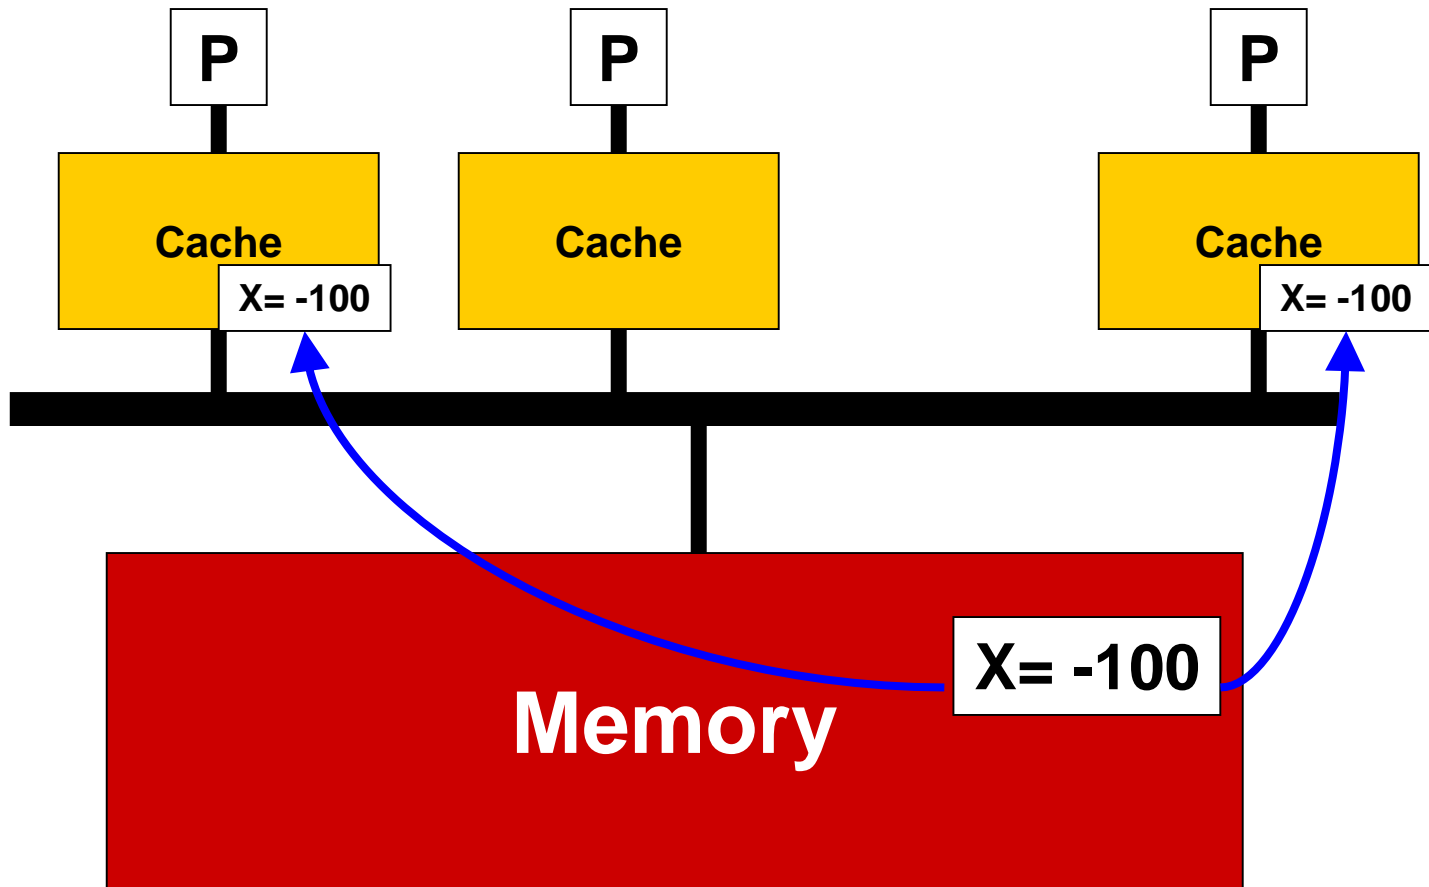 P
P
P
Cache
Cache
Cache
X= -100
X= -100
X= -100
Memory